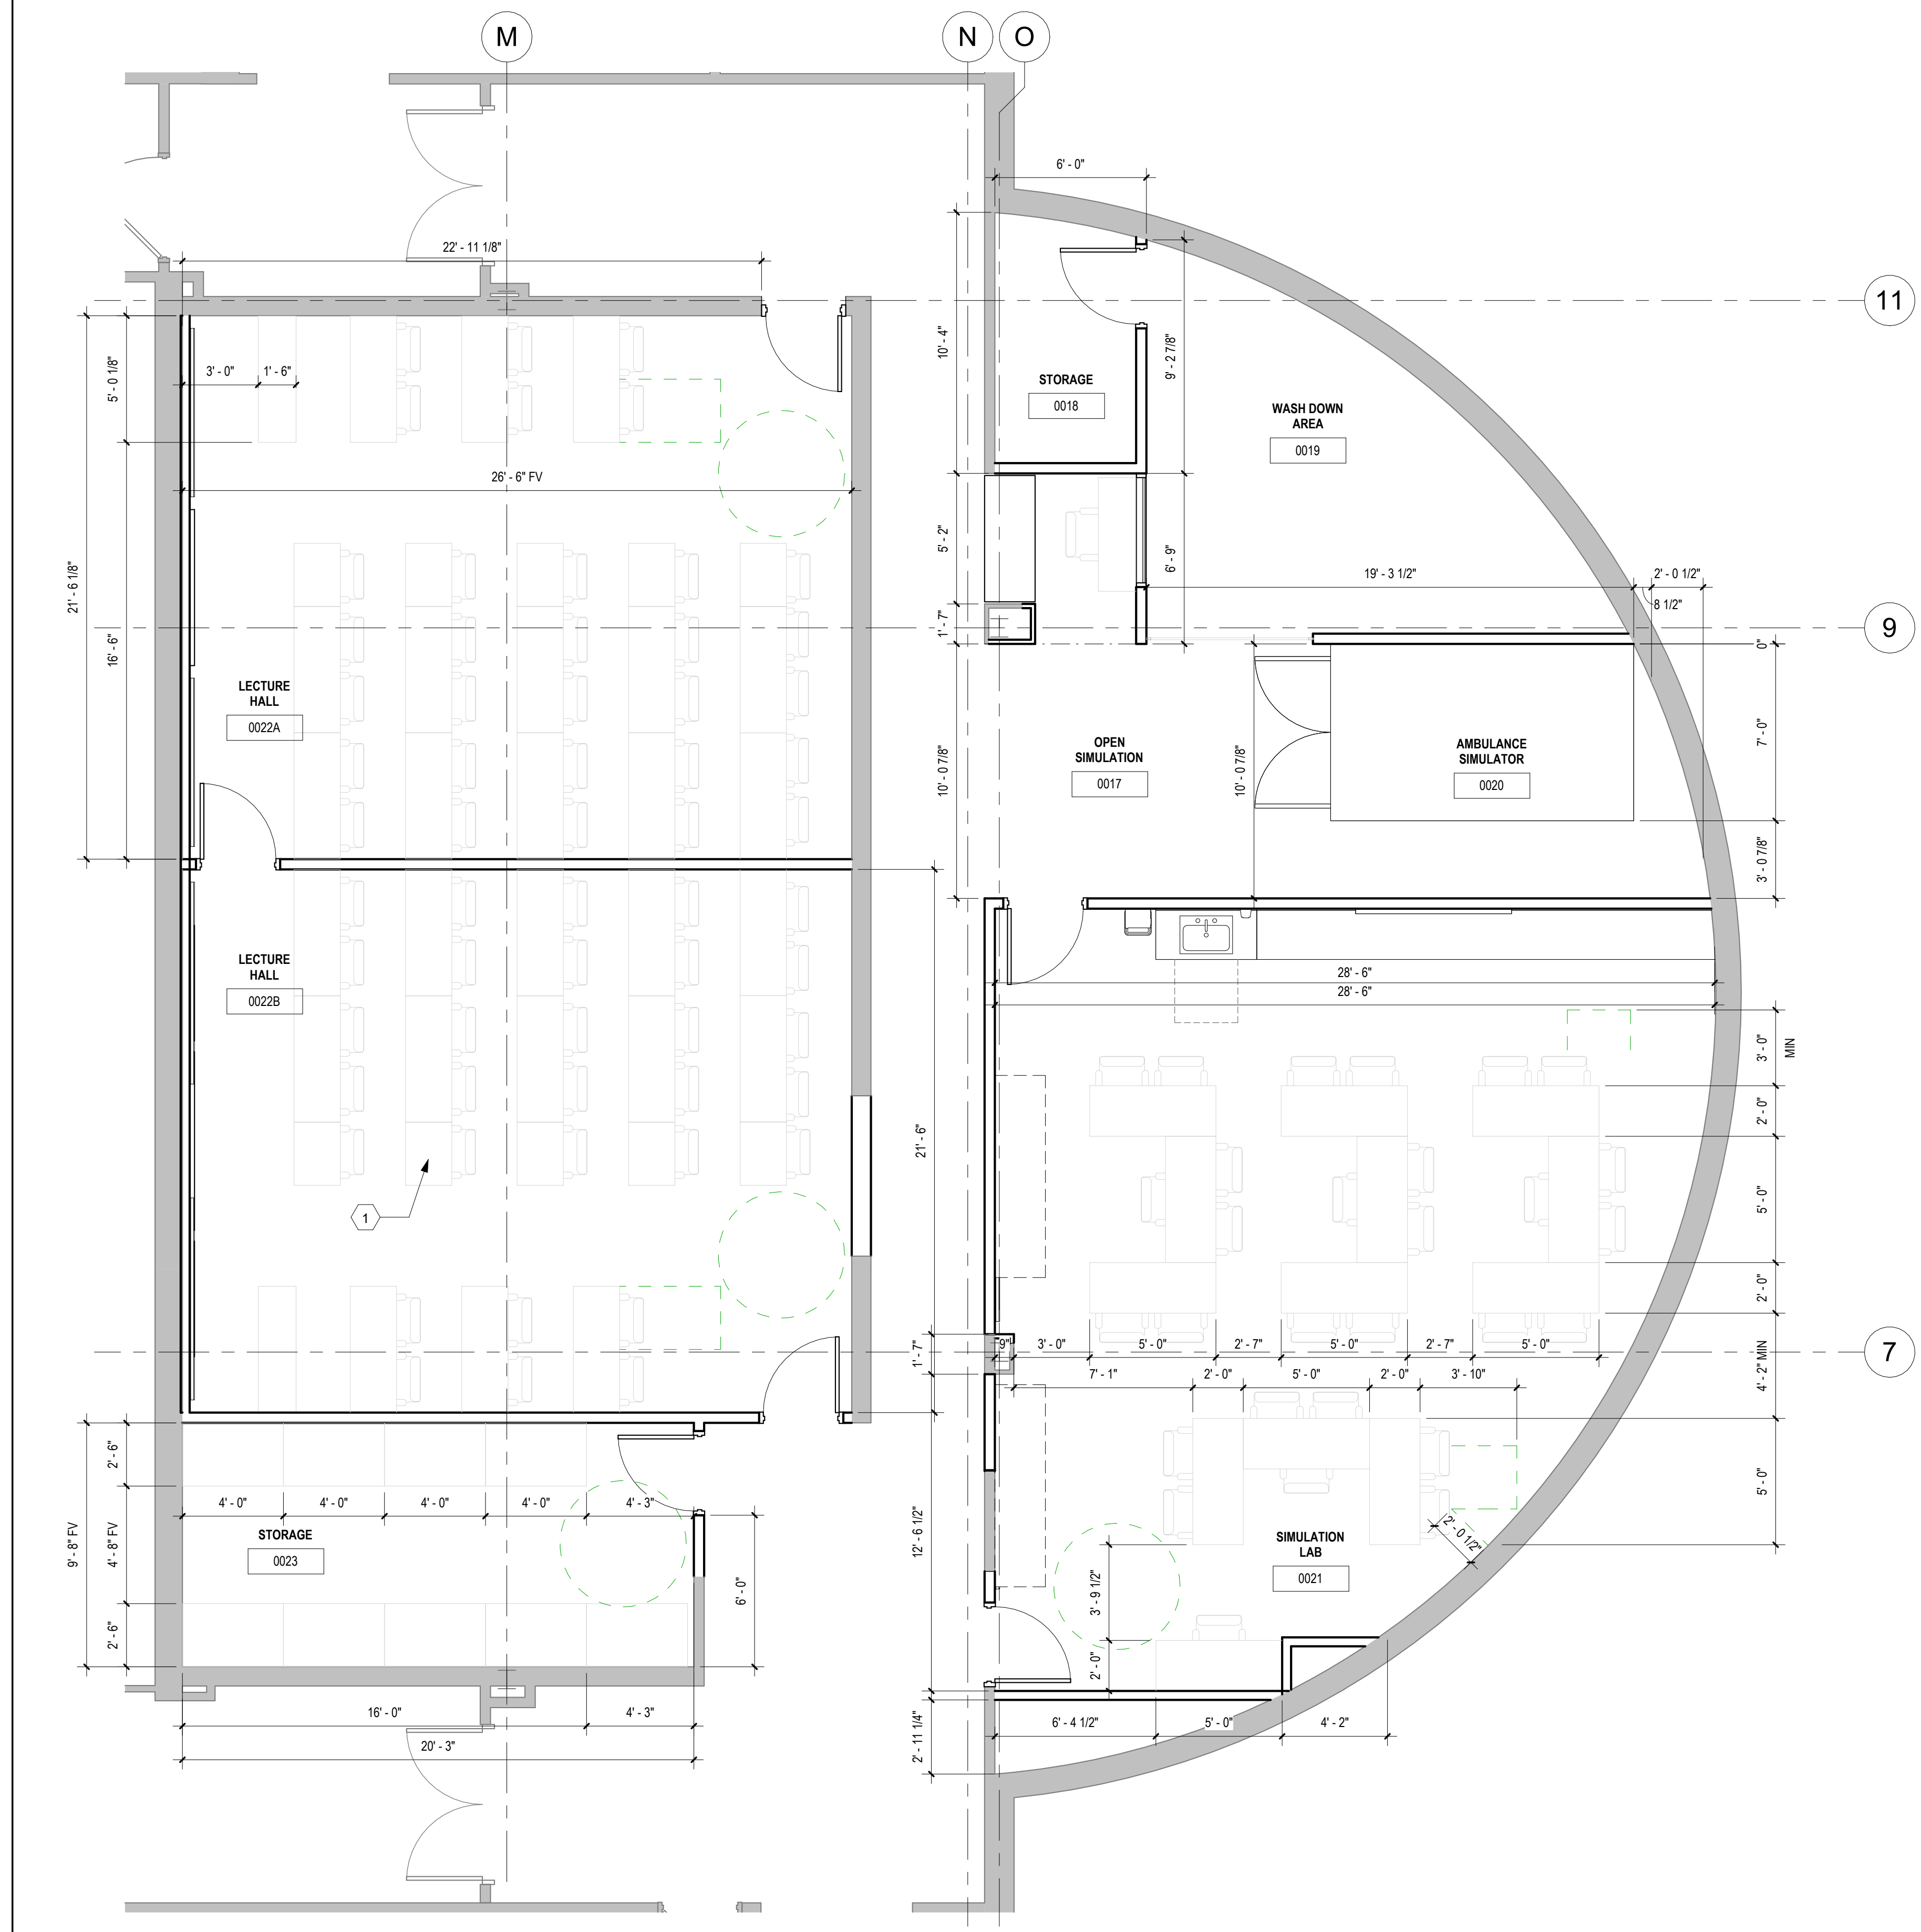 M
N
O
6' - 0"
22' - 11 1/8"
11
10' - 4"
9' - 2 7/8"
5' - 0 1/8"
3' - 0"
1' - 6"
STORAGE
0018
WASH DOWN
AREA
0019
26' - 6" FV
21' - 6 1/8"
16' - 6"
5' - 2"
6' - 9"
19' - 3 1/2"
2' - 0 1/2"
8 1/2"
1' - 7"
9
0"
LECTURE
HALL
0022A
10' - 0 7/8"
OPEN
SIMULATION
0017
10' - 0 7/8"
AMBULANCE
SIMULATOR
0020
7' - 0"
3' - 0 7/8"
LECTURE
HALL
0022B
28' - 6"
28' - 6"
3' - 0"
MIN
2' - 0"
21' - 6"
5' - 0"
1
2' - 0"
1' - 7"
9"
3' - 0"
5' - 0"
2' - 7"
5' - 0"
2' - 7"
5' - 0"
7
4' - 2" MIN
7' - 1"
2' - 0"
5' - 0"
2' - 0"
3' - 10"
2' - 6"
4' - 0"
4' - 0"
4' - 0"
4' - 0"
4' - 3"
9' - 8" FV
4' - 8" FV
STORAGE
0023
12' - 6 1/2"
5' - 0"
2' - 0 1/2"
SIMULATION
LAB
0021
6' - 0"
3' - 9 1/2"
2' - 6"
2' - 0"
16' - 0"
4' - 3"
2' - 11 1/4"
6' - 4 1/2"
5' - 0"
4' - 2"
20' - 3"